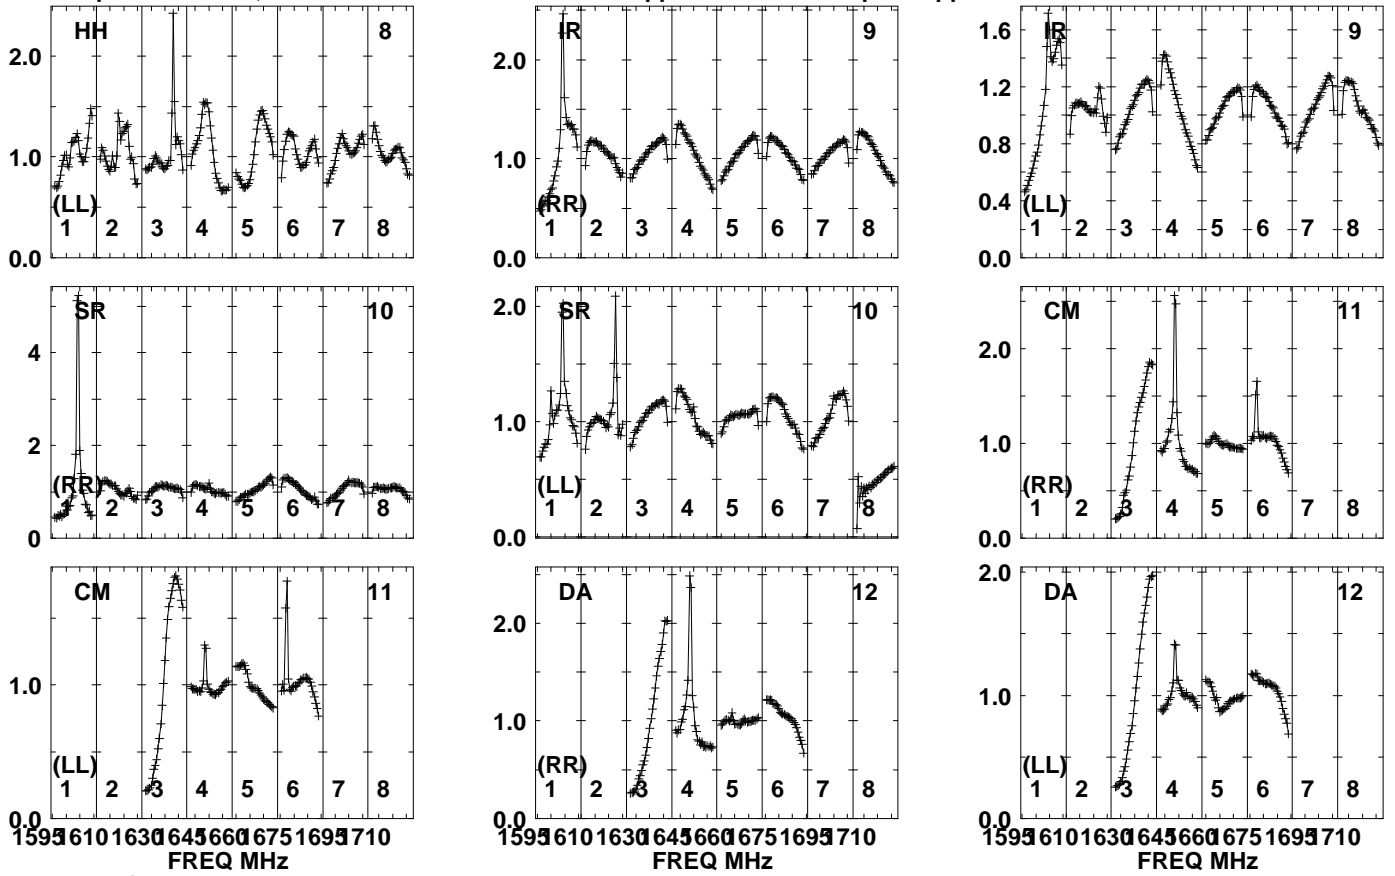 HH 8 IR 9 IR 9
2.0 2.0 1.6
1.2
1.0 1.0 0.8
(LL) (RR) (LL) 0.4
1 2 3 4 5 6 7 8 1 2 3 4 5 6 7 8 1 2 3 4 5 6 7 8
0.0 0.0 0.0
SR 10 SR 10 CM 11
4 2.0 2.0
2 1.0 1.0
(RR) (LL) (RR)
1 2 3 4 5 6 7 8 1 2 3 4 5 6 7 8 1 2 3 4 5 6 7 8
0 0.0 0.0
CM 11 DA 12 DA 12
2.0 2.0
1.0 1.0 1.0
(LL) (RR) (LL)
1 2 3 4 5 6 7 8 1 2 3 4 5 6 7 8 1 2 3 4 5 6 7 8
0.0 0.0 0.0
1595 1610 1630 1645 1660 1675 1695 1710 1595 1610 1630 1645 1660 1675 1695 1710 1595 1610 1630 1645 1660 1675 1695 1710
FREQ MHz FREQ MHz FREQ MHz